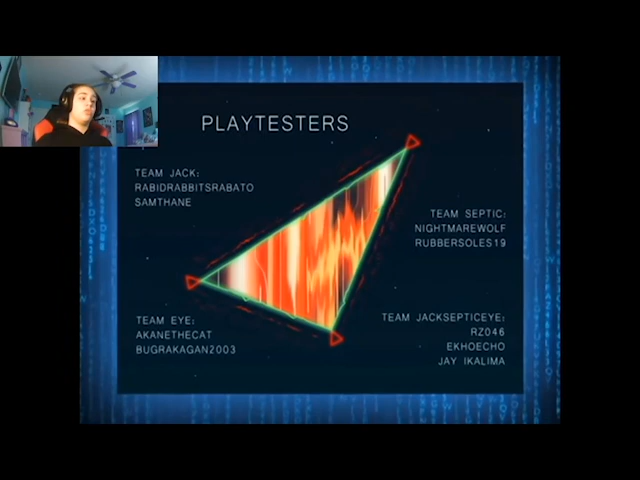 PLAYTESTERS
TEAM JACK:
RABIDRABBITSRABATO
SAMTHANE
TEAM SEPTIC:
NIGHTMAREWOLF
RUBBERSOLES19
TEAM EYE:
AKANETHECAT
BUGRAKAGAN2003
TEAM JACKSEPTICEYE:
RZ046
EKHOECHO
JAY IKALIMA